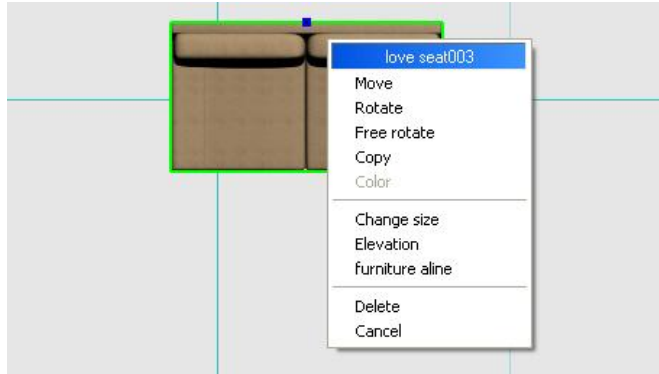 love seat003
Move
Rotate
Free rotate
Copy
Color
Change size
Elevation
furniture aline
Delete
Cancel